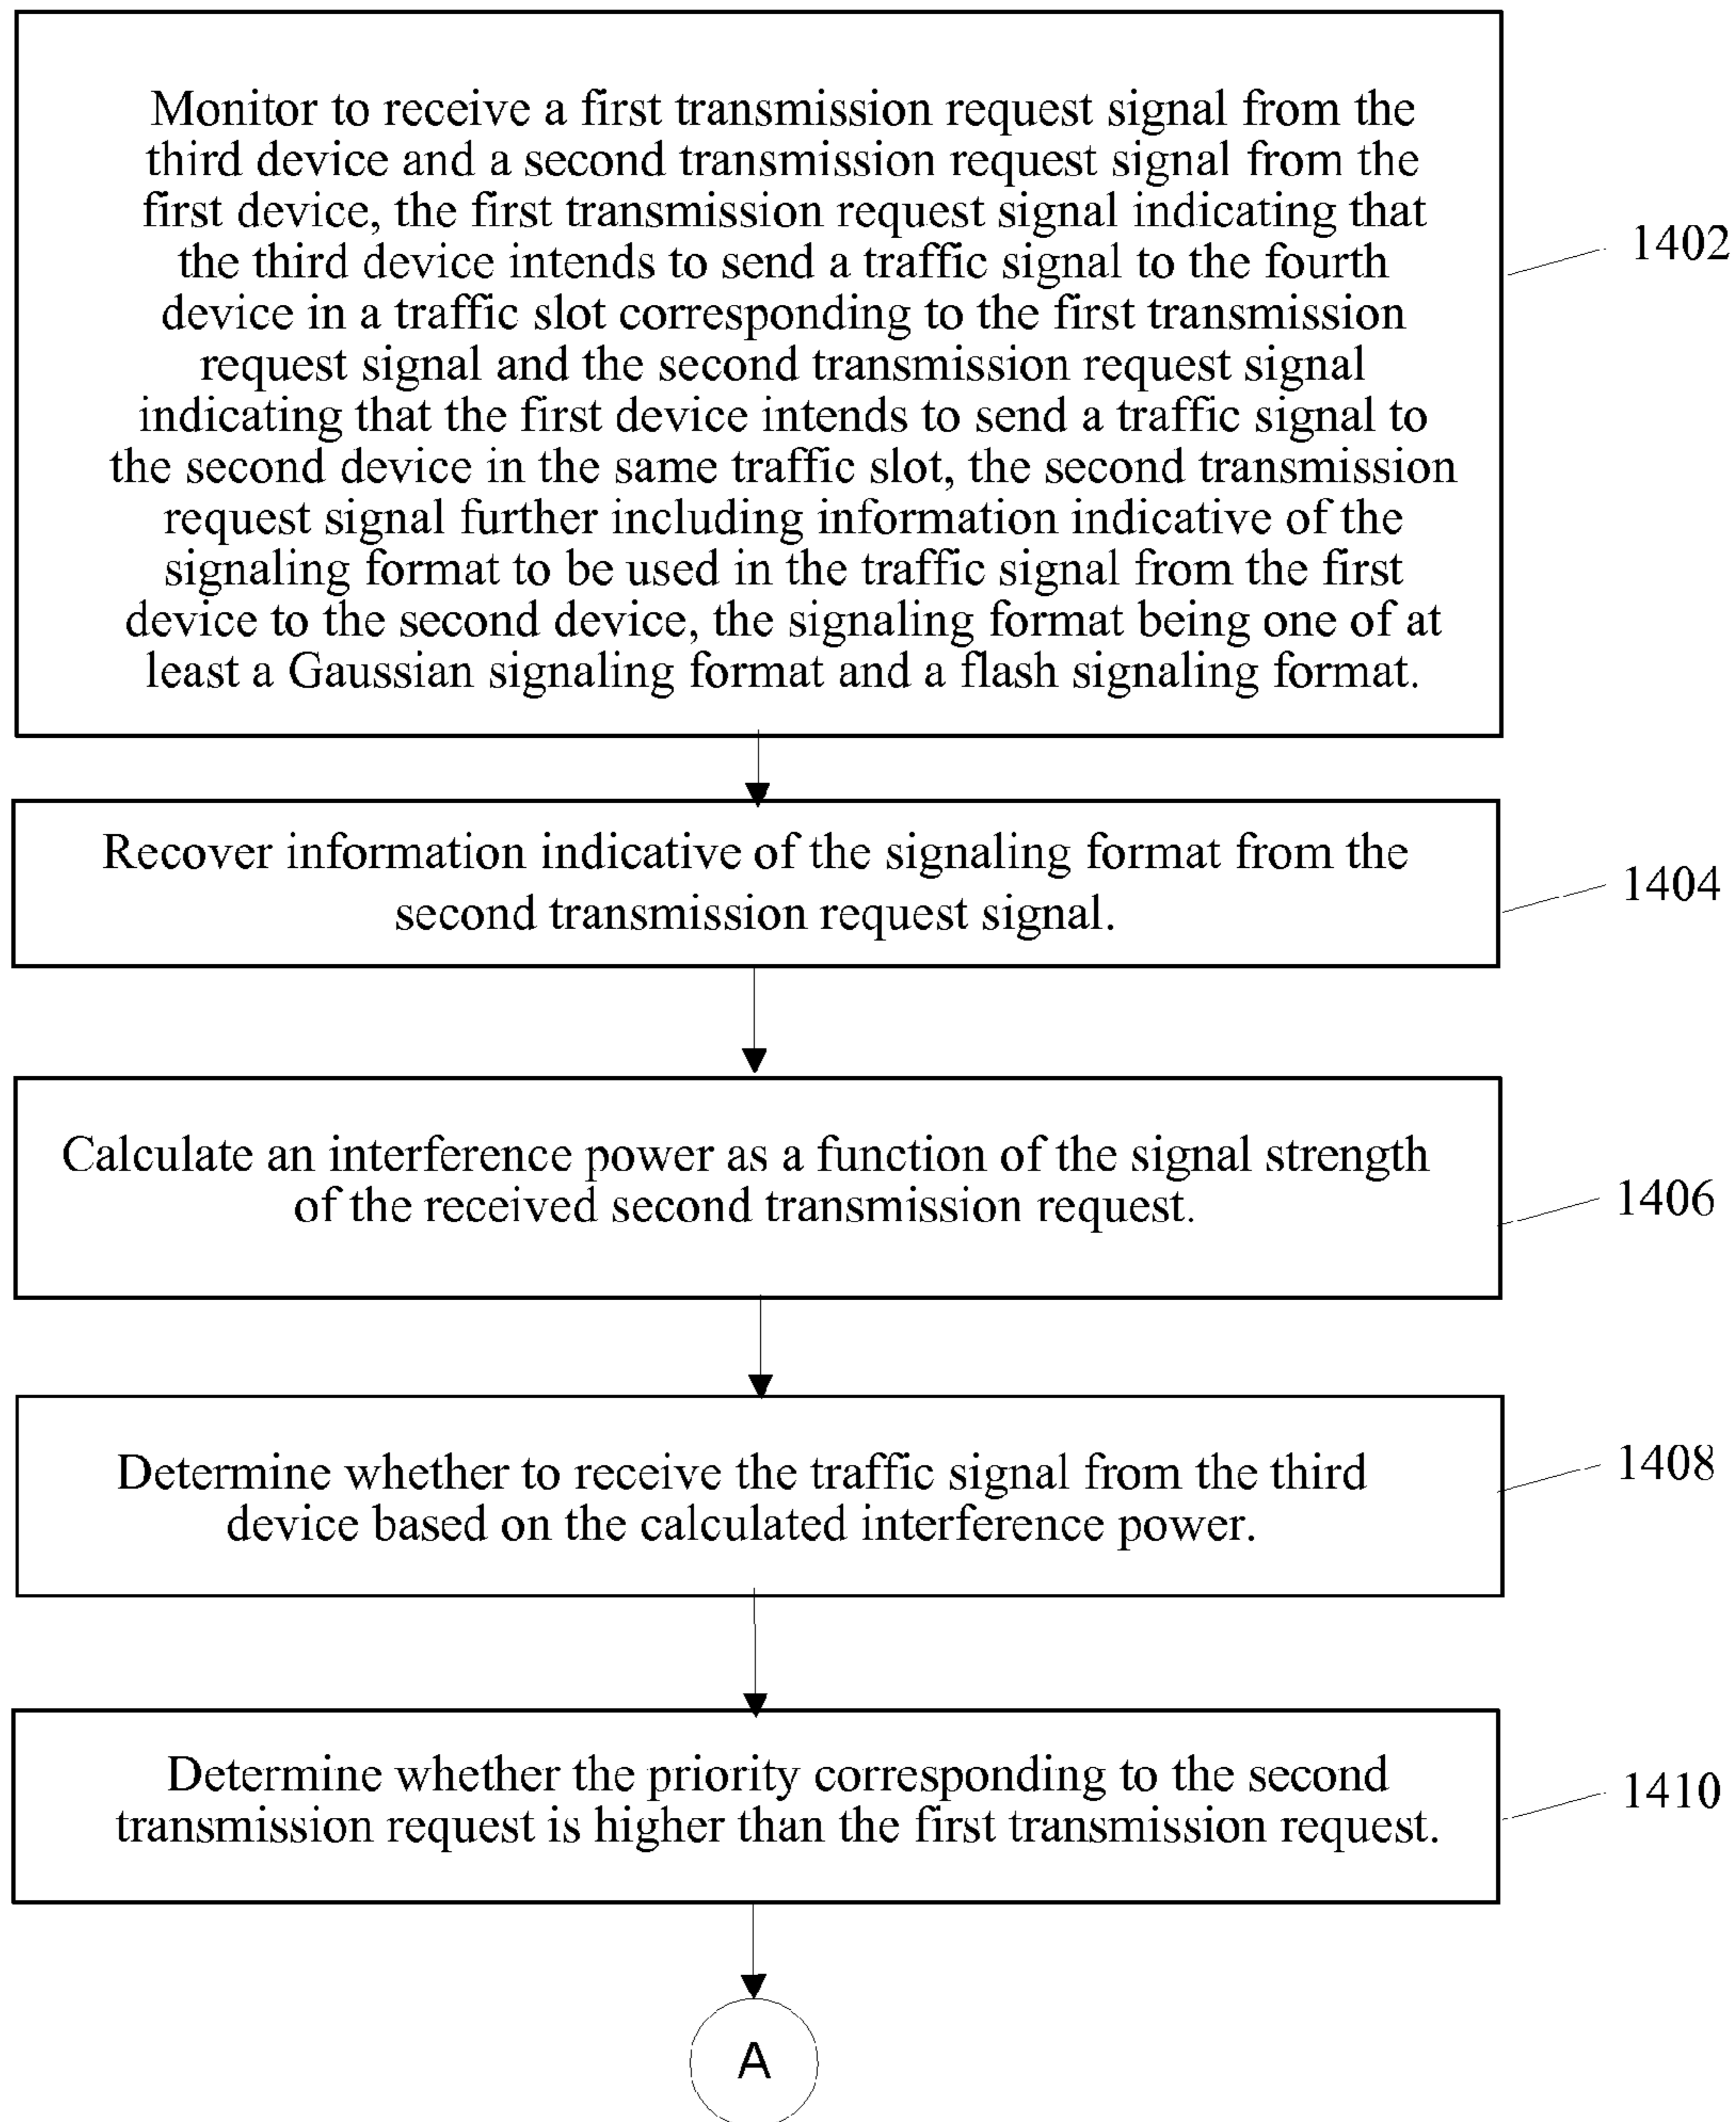 Monitor to receive a first transmission request signal from the
third device and a second transmission request signal from the
first device, the first transmission request signal indicating that
the third device intends to send a traffic signal to the fourth
device in a traffic slot corresponding to the first transmission
request signal and the second transmission request signal
indicating that the first device intends to send a traffic signal to
the second device in the same traffic slot, the second transmission
request signal further including information indicative of the
signaling format to be used in the traffic signal from the first
device to the second device, the signaling format being one of at
least a Gaussian signaling format and a flash signaling format.
1402
Recover information indicative of the signaling format from the
second transmission request signal.
1404
Calculate an interference power as a function of the signal strength
of the received second transmission request.
1406
Determine whether to receive the traffic signal from the third
device based on the calculated interference power.
1408
Determine whether the priority corresponding to the second
transmission request is higher than the first transmission request.
1410
A